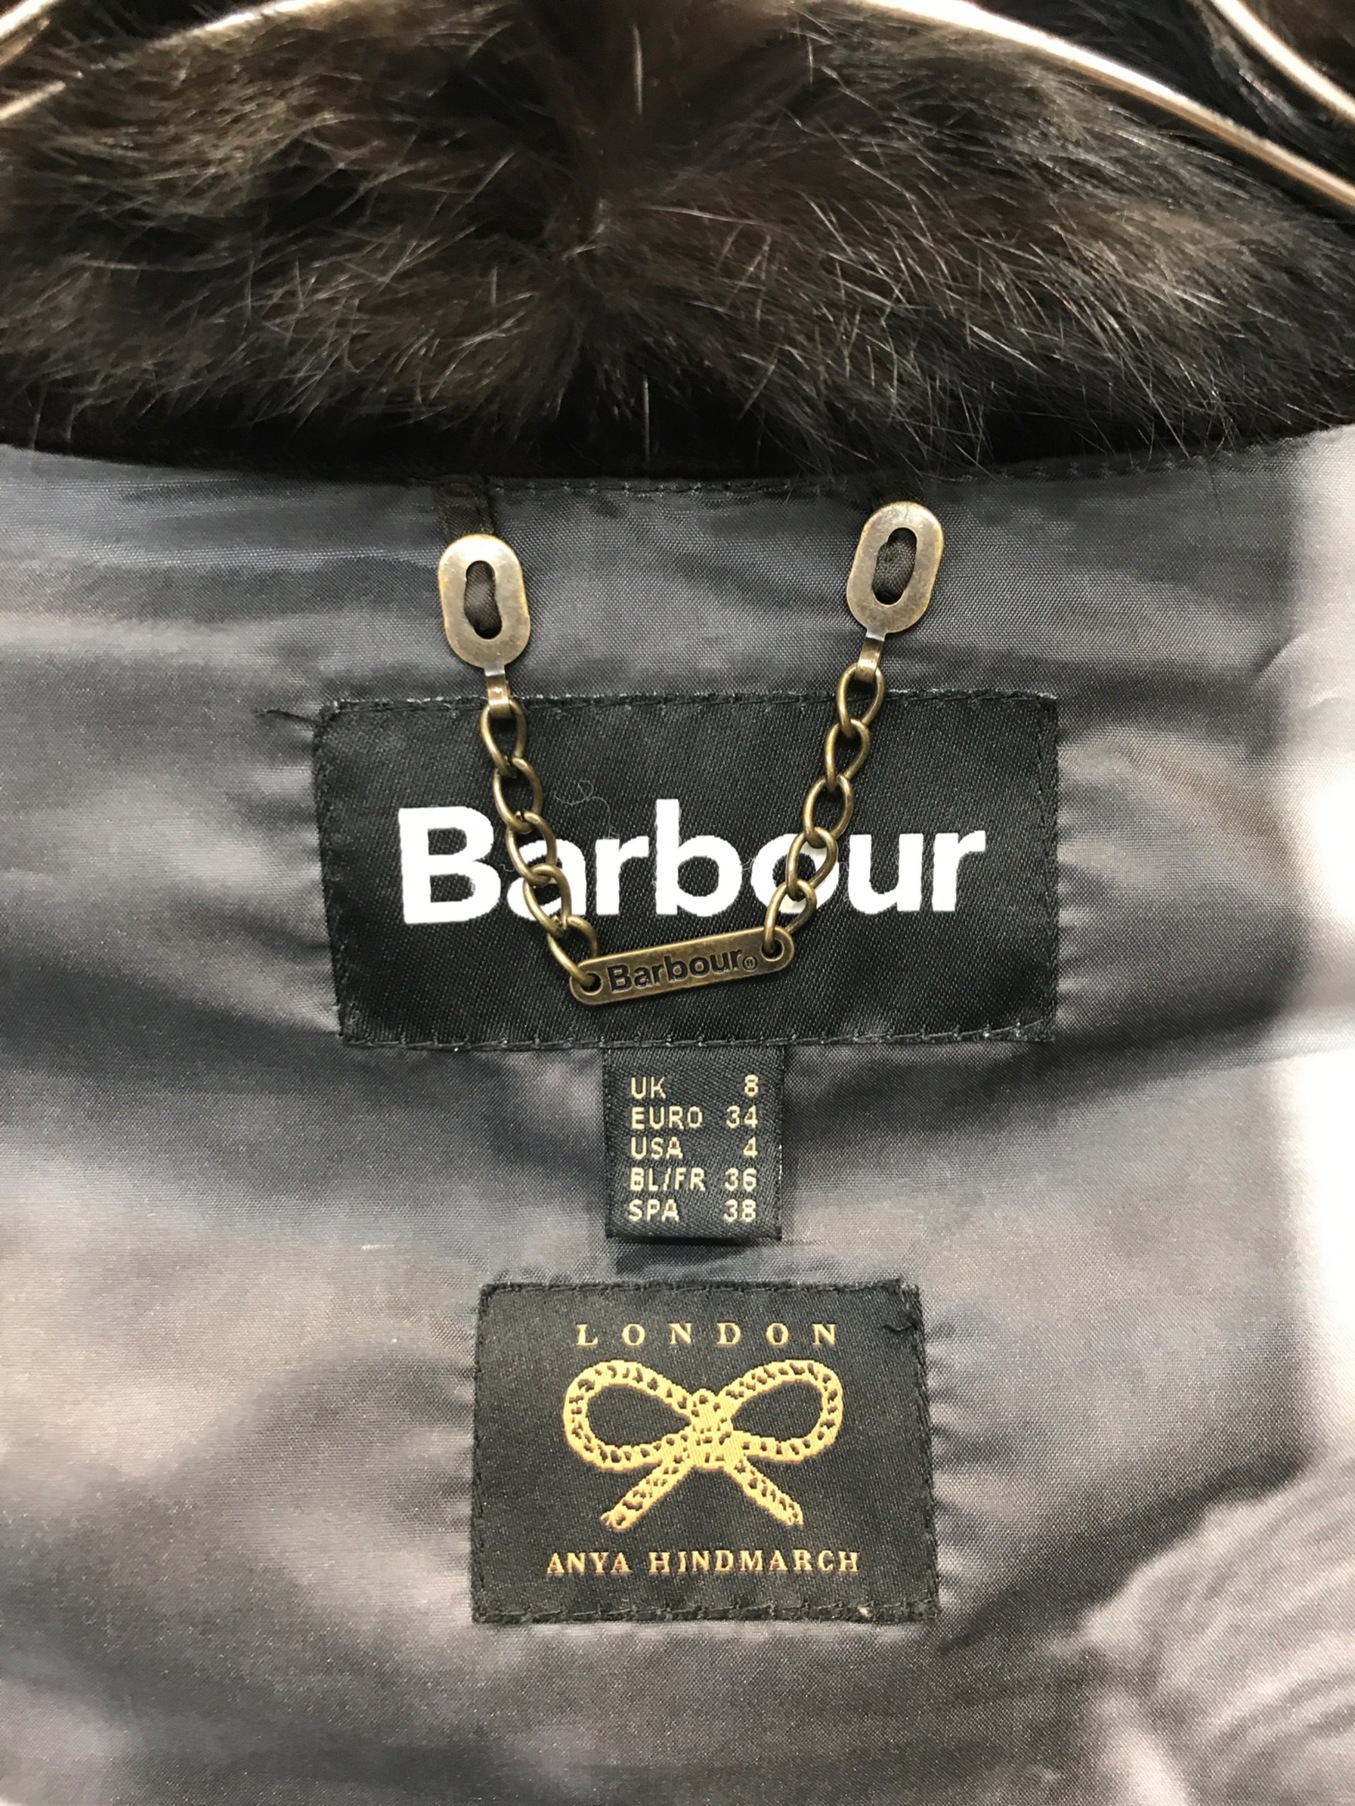 Barbour
Barbour®
UK 8
EURO 34
USA 4
BL/FR 36
SPA 38
LONDON
ANYA HINDMARCH